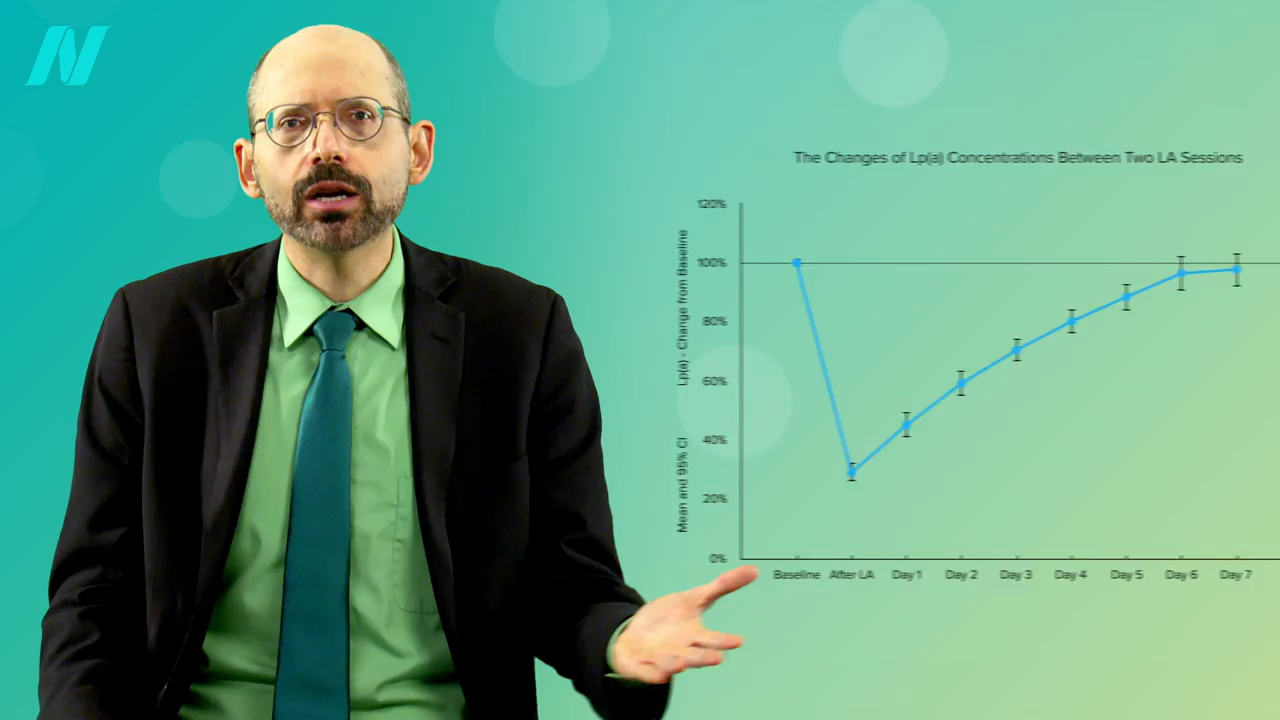 The Changes of Lp(a) Concentrations Between Two LA Sessions
Mean and 95% CI Lp(a) - Change from Baseline
120%
100%
80%
60%
40%
20%
0%
Baseline After LA Day 1 Day 2 Day 3 Day 4 Day 5 Day 6 Day 7